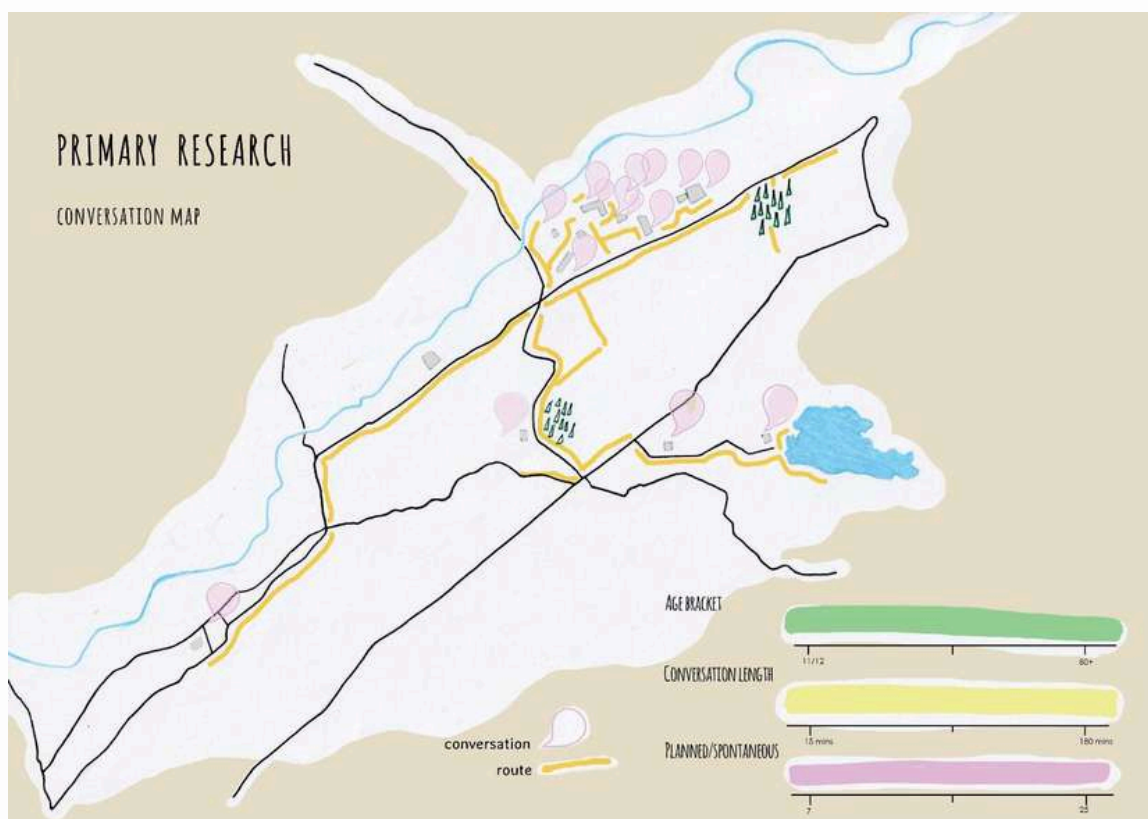 PRIMARY RESEARCH
CONVERSATION MAP
AGE BRACKET
11/12
80+
CONVERSATION LENGTH
15 mins
180 mins
PLANNED/SPONTANEOUS
7
25
conversation
route